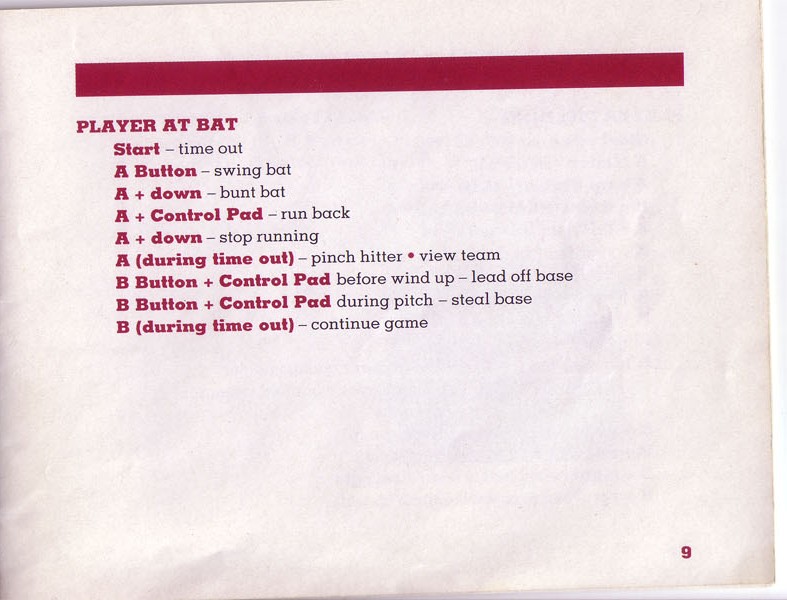 PLAYER AT BAT
Start – time out
A Button – swing bat
A + down – bunt bat
A + Control Pad – run back
A + down – stop running
A (during time out) – pinch hitter • view team
B Button + Control Pad before wind up – lead off base
B Button + Control Pad during pitch – steal base
B (during time out) – continue game
9